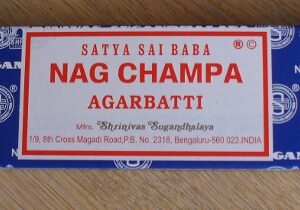 SATYA SAI BABA ® ©
NAG CHAMPA
AGARBATTI
Mfrs. Shrinivas Sugandhalaya
1/9, 8th Cross Magadi Road,P.B. No. 2318, Bengaluru-560 023.INDIA